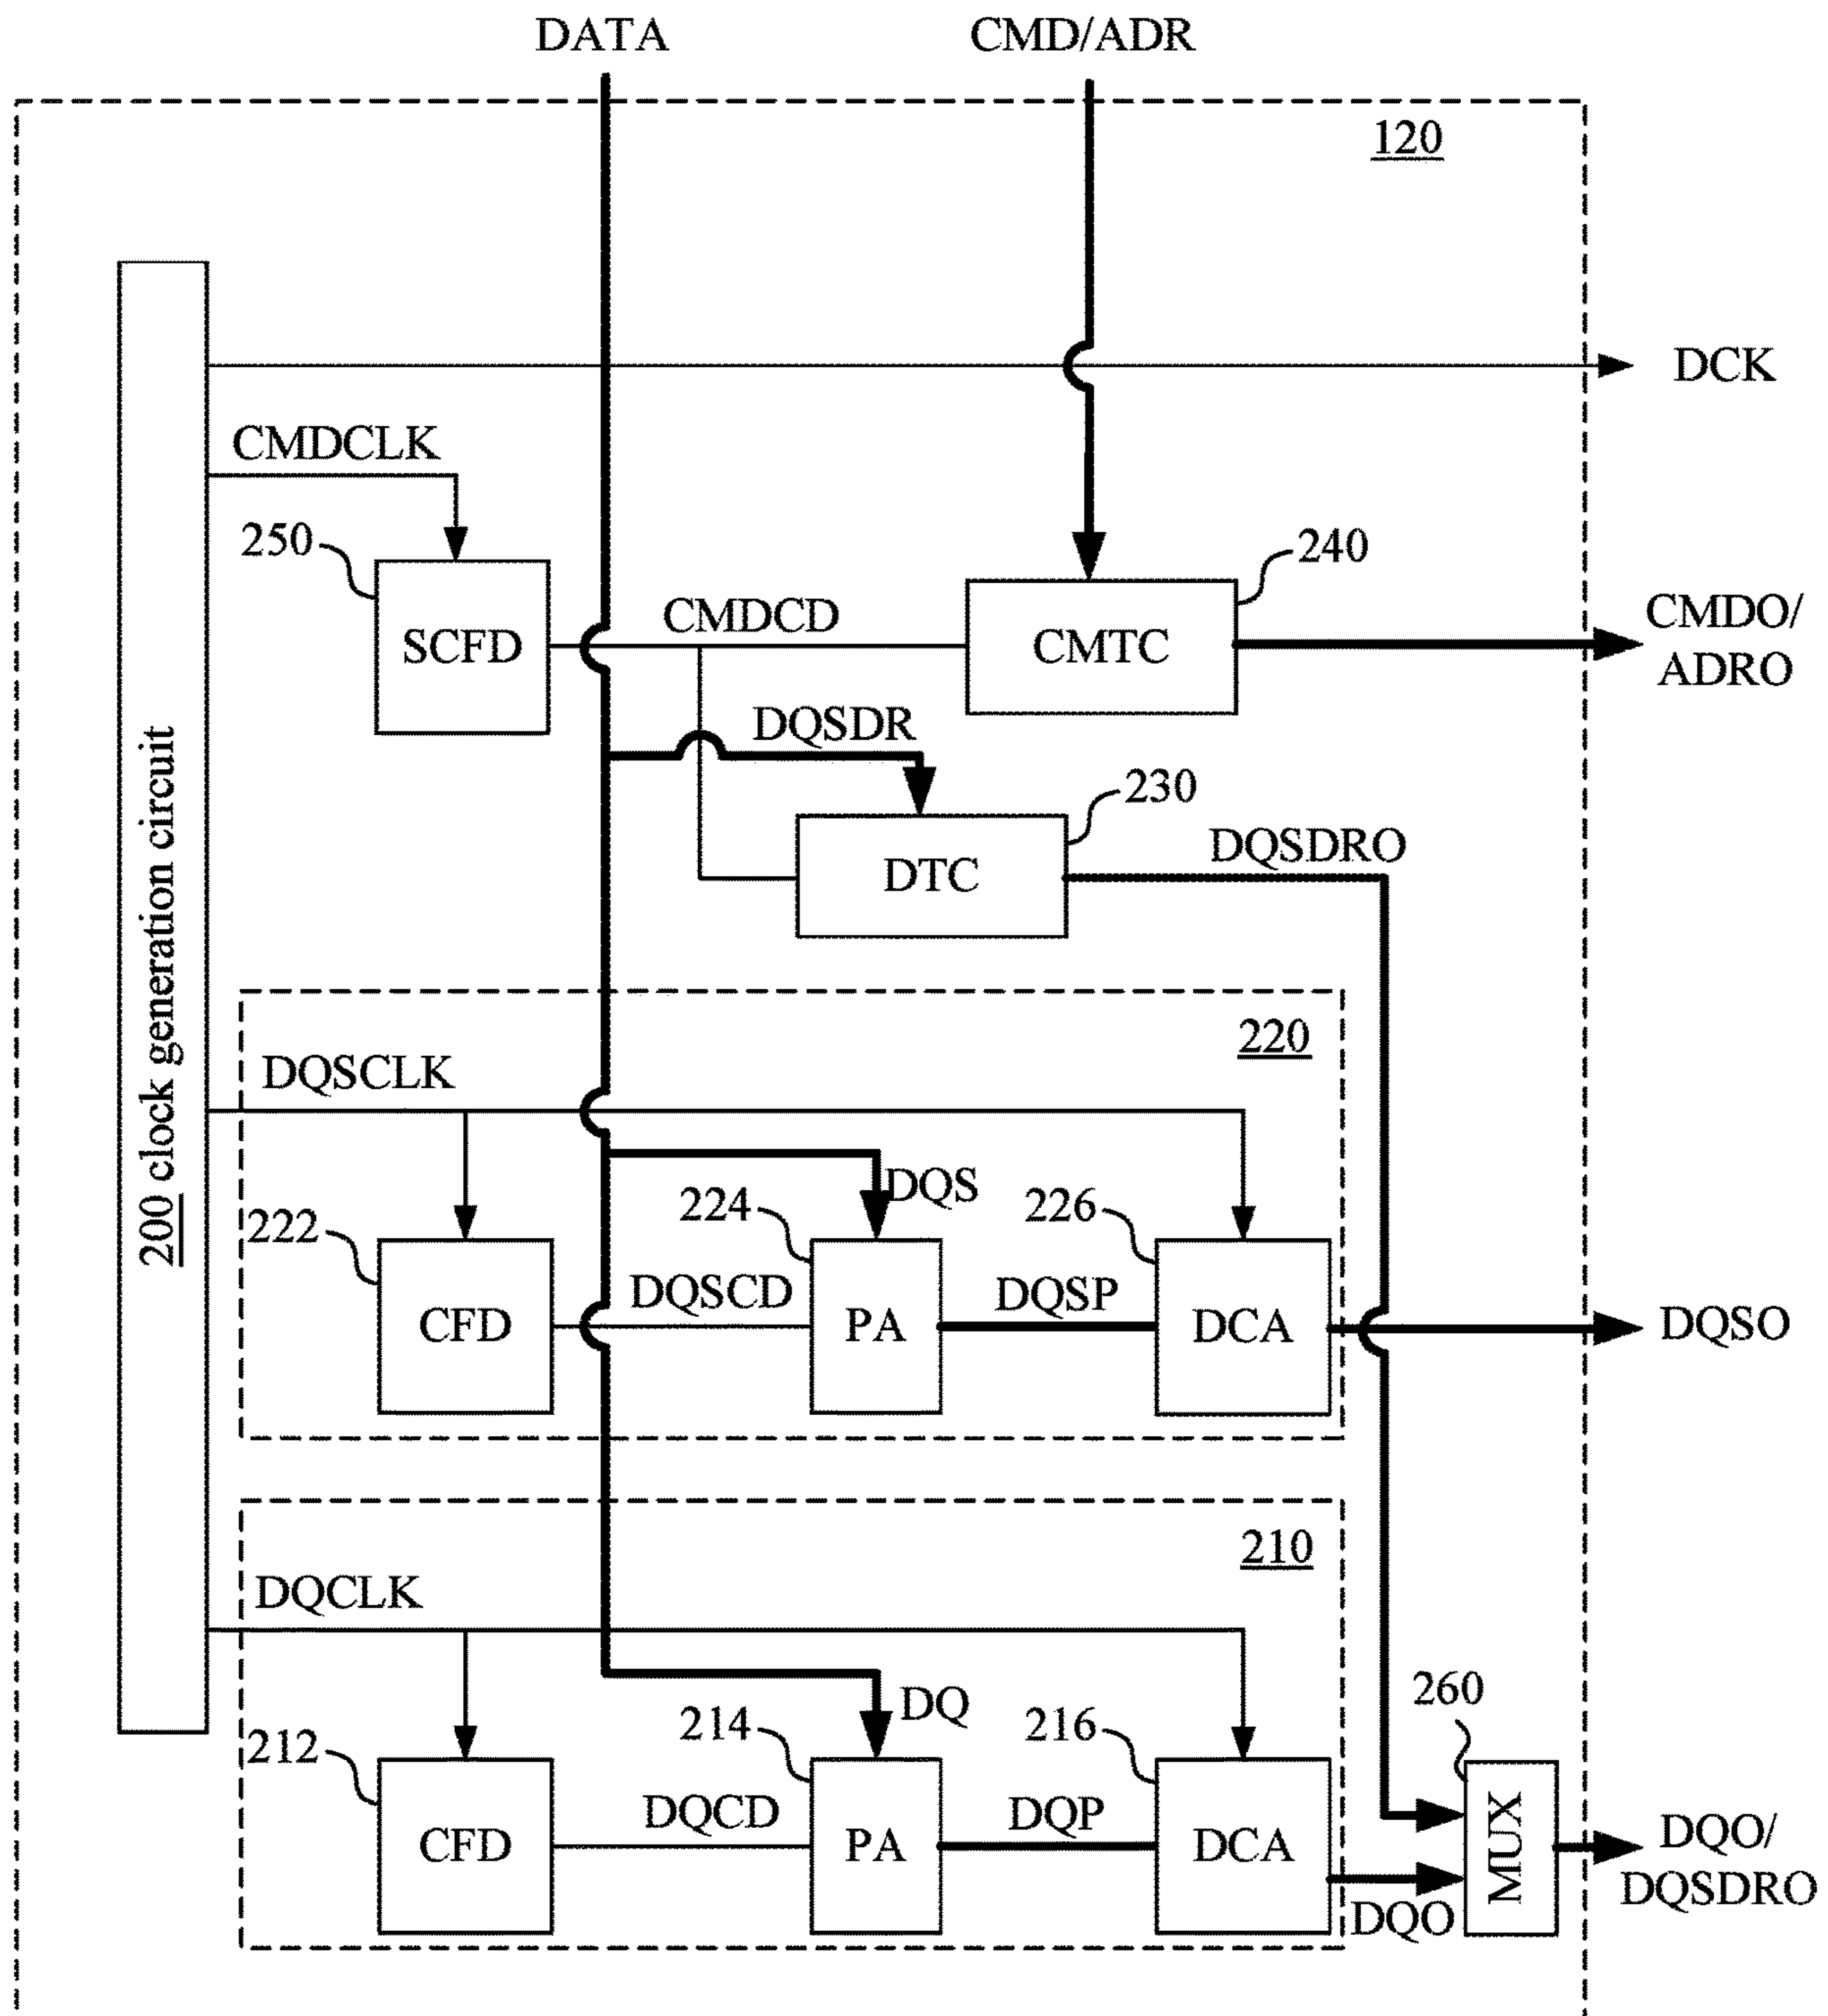 DATA
CMD/ADR
120
DCK
CMDCLK
250
240
CMDO/
ADRO
SCFD
CMDCD
CMTC
DQSDR
230
DQSDRO
DTC
200 clock generation circuit
220
DQSCLK
DQS
222
224
226
DQSCD
DQSP
CFD
PA
DCA
DQSO
210
DQCLK
DQ
212
214
216
260
DQCD
DQP
CFD
PA
DCA
MUX
DQO/
DQSDRO
DQO